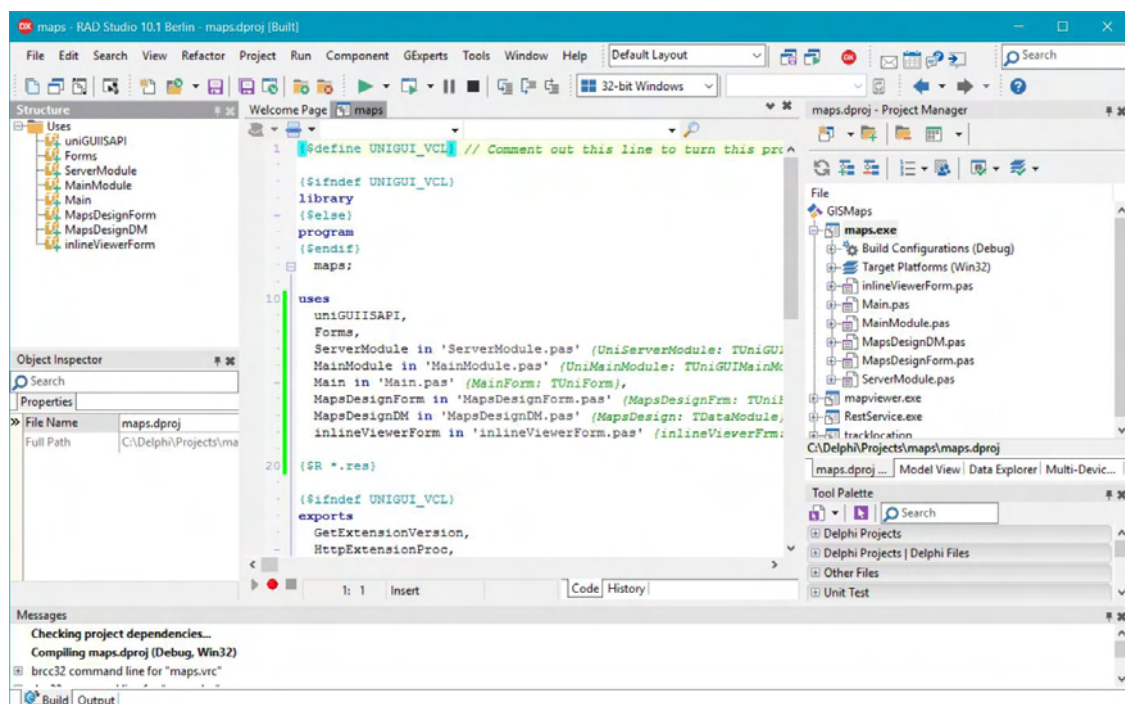 maps - RAD Studio 10.1 Berlin - maps.dproj [Built]
File Edit Search View Refactor Project Run Component GExperts Tools Window Help Default Layout Search
32-bit Windows
Structure
Uses
uniGUIISAPI
Forms
ServerModule
MainModule
Main
MapsDesignForm
MapsDesignDM
inlineViewerForm
Object Inspector
Search
Properties
File Name maps.dproj
Full Path C:\Delphi\Projects\ma
Welcome Page maps
1 {$define UNIGUI_VCL} // Comment out this line to turn this pro
{$ifndef UNIGUI_VCL}
library
{$else}
program
{$endif}
maps;
10 uses
uniGUIISAPI,
Forms,
ServerModule in 'ServerModule.pas' {UniServerModule: TUniGUI
MainModule in 'MainModule.pas' {UniMainModule: TUniGUIMainMo
Main in 'Main.pas' {MainForm: TUniForm},
MapsDesignForm in 'MapsDesignForm.pas' {MapsDesignFrm: TUniF
MapsDesignDM in 'MapsDesignDM.pas' {MapsDesign: TDataModule}
inlineViewerForm in 'inlineViewerForm.pas' {inlineViewerFrm:
20 {$R *.res}
{$ifndef UNIGUI_VCL}
exports
GetExtensionVersion,
HttpExtensionProc,
1: 1 Insert Code History
maps.dproj - Project Manager
File
GISMaps
maps.exe
Build Configurations (Debug)
Target Platforms (Win32)
inlineViewerForm.pas
Main.pas
MainModule.pas
MapsDesignDM.pas
MapsDesignForm.pas
ServerModule.pas
mapviewer.exe
RestService.exe
tracklocation
C:\Delphi\Projects\maps\maps.dproj
maps.dproj ... Model View Data Explorer Multi-Devic...
Tool Palette
Search
Delphi Projects
Delphi Projects | Delphi Files
Other Files
Unit Test
Messages
Checking project dependencies...
Compiling maps.dproj (Debug, Win32)
brcc32 command line for "maps.vrc"
Build Output